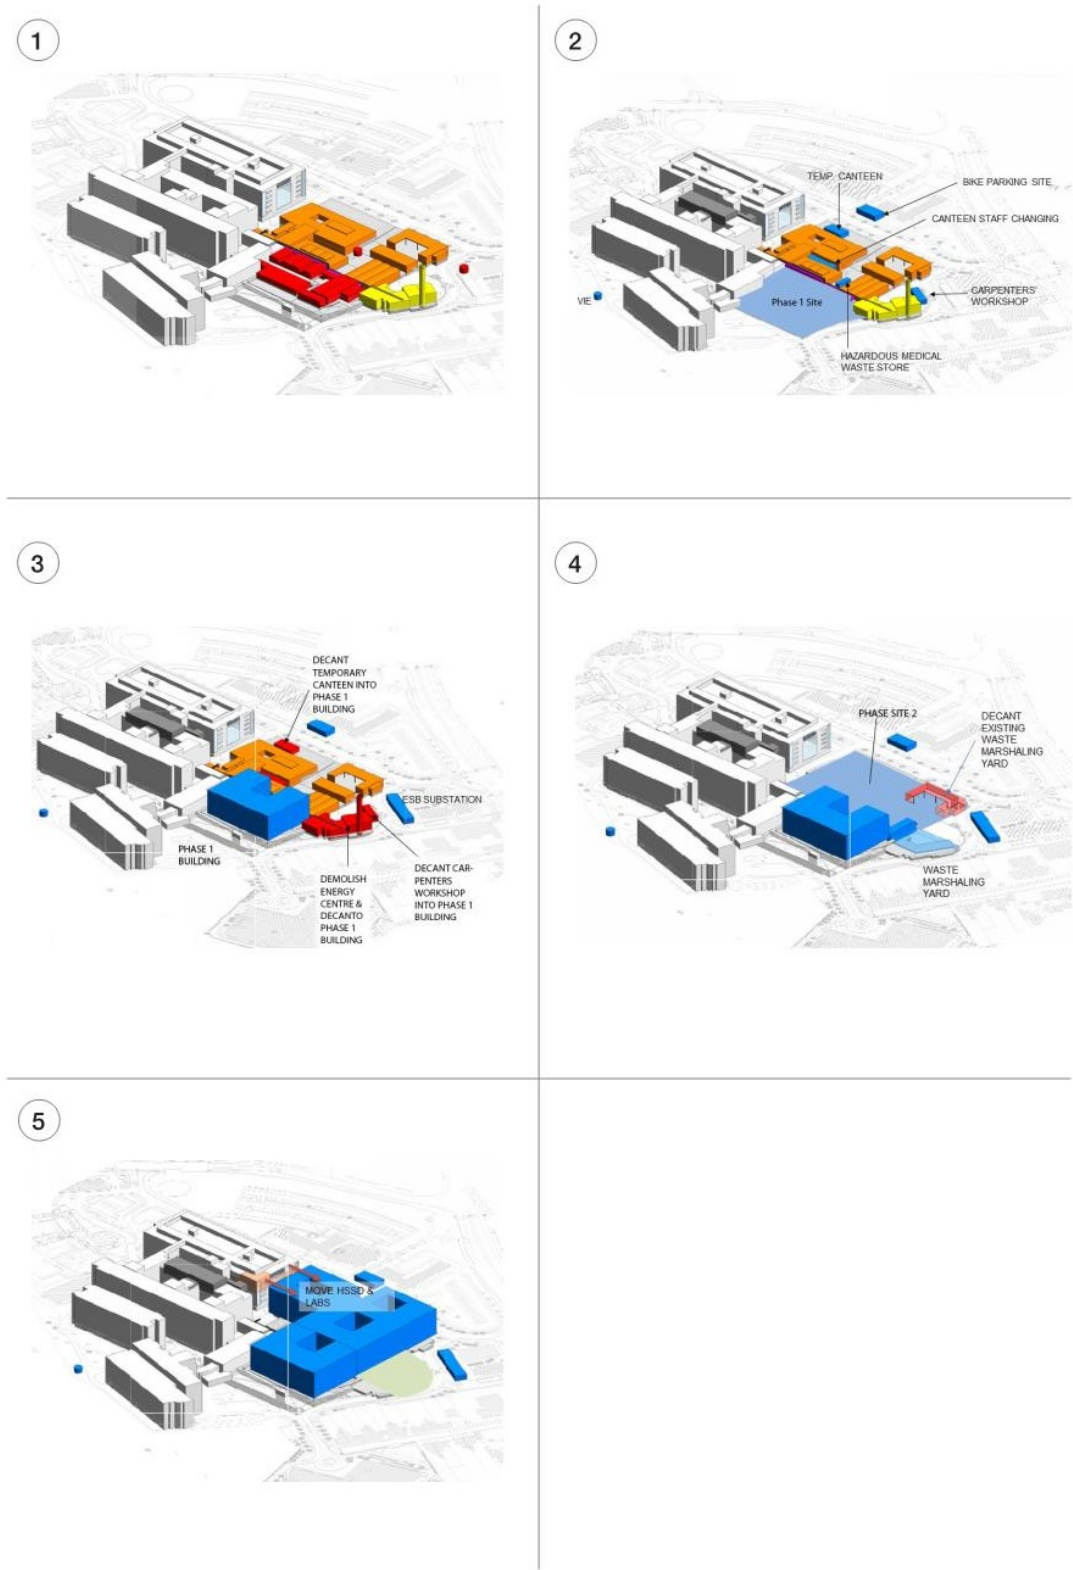 1
2
TEMP. CANTEEN
BIKE PARKING SITE
CANTEEN STAFF CHANGING
VIE
Phase 1 Site
CARPENTERS'
WORKSHOP
HAZARDOUS MEDICAL
WASTE STORE
3
DECANT
TEMPORARY
CANTEEN INTO
PHASE 1
BUILDING
ESB SUBSTATION
PHASE 1
BUILDING
DEMOLISH
ENERGY
CENTRE &
DECANTO
PHASE 1
BUILDING
DECANT CAR-
PENTERS
WORKSHOP
INTO PHASE 1
BUILDING
4
PHASE SITE 2
DECANT
EXISTING
WASTE
MARSHALING
YARD
WASTE
MARSHALING
YARD
5
MOVE HSSD &
LABS